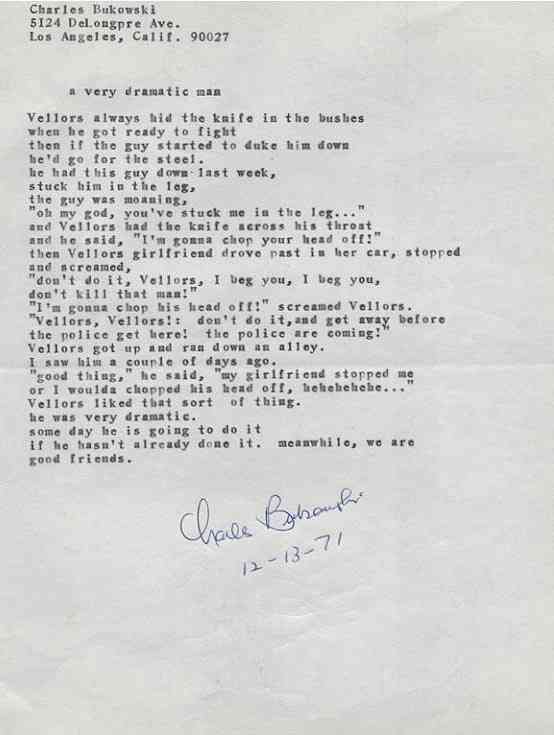 Charles Bukowski
5124 DeLongpre Ave.
Los Angeles, Calif. 90027
a very dramatic man
Vellors always hid the knife in the bushes
when he got ready to fight
then if the guy started to duke him down
he'd go for the steel.
he had this guy down last week,
stuck him in the leg,
the guy was moaning,
"oh my god, you've stuck me in the leg..."
and Vellors had the knife across his throat
and he said, "I'm gonna chop your head off!"
then Vellors girlfriend drove past in her car, stopped
and screamed,
"don't do it, Vellors, I beg you, I beg you,
don't kill that man!"
"I'm gonna chop his head off!" screamed Vellors.
"Vellors, Vellors!: don't do it,and get away before
the police get here! the police are coming!"
Vellors got up and ran down an alley.
I saw him a couple of days ago.
"good thing," he said, "my girlfriend stopped me
or I woulda chopped his head off, hehehehehe..."
Vellors liked that sort of thing.
he was very dramatic.
some day he is going to do it
if he hasn't already done it. meanwhile, we are
good friends.
Charles Bukowski
12-13-71